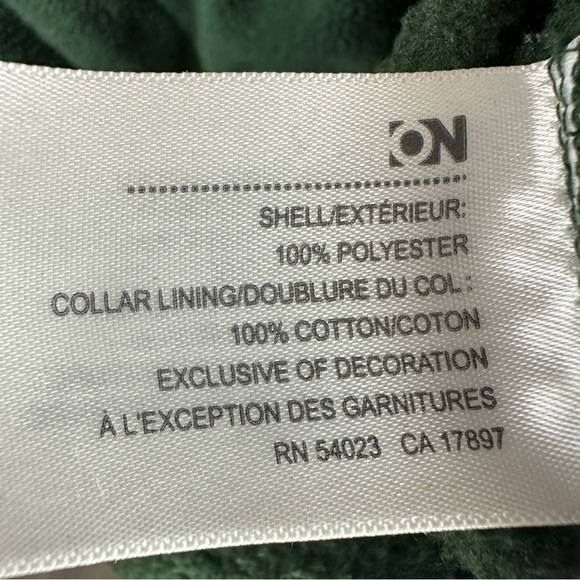 ON
SHELL/EXTÉRIEUR:
100% POLYESTER
COLLAR LINING/DOUBLURE DU COL :
100% COTTON/COTON
EXCLUSIVE OF DECORATION
À L'EXCEPTION DES GARNITURES
RN 54023 CA 17897